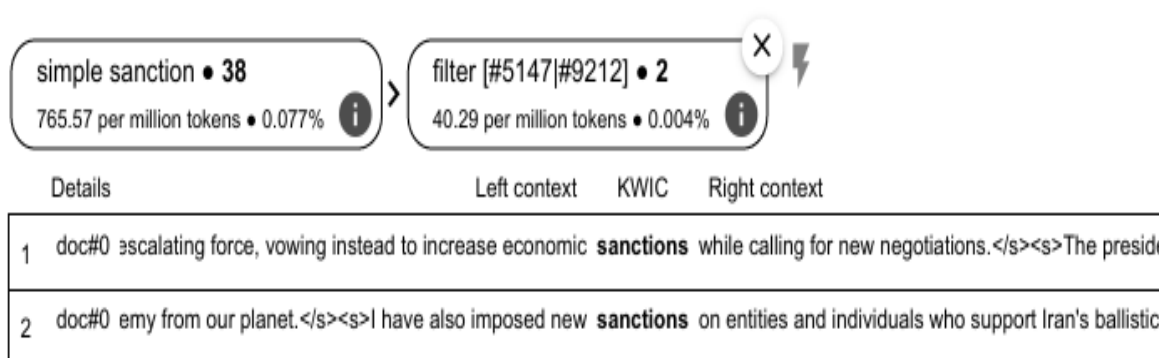 simple sanction ● 38
765.57 per million tokens ● 0.077%
filter [#5147|#9212] ● 2
40.29 per million tokens ● 0.004%
Details Left context KWIC Right context
1 doc#0 escalating force, vowing instead to increase economic sanctions while calling for new negotiations.</s><s>The preside
2 doc#0 emy from our planet.</s><s>I have also imposed new sanctions on entities and individuals who support Iran's ballistic